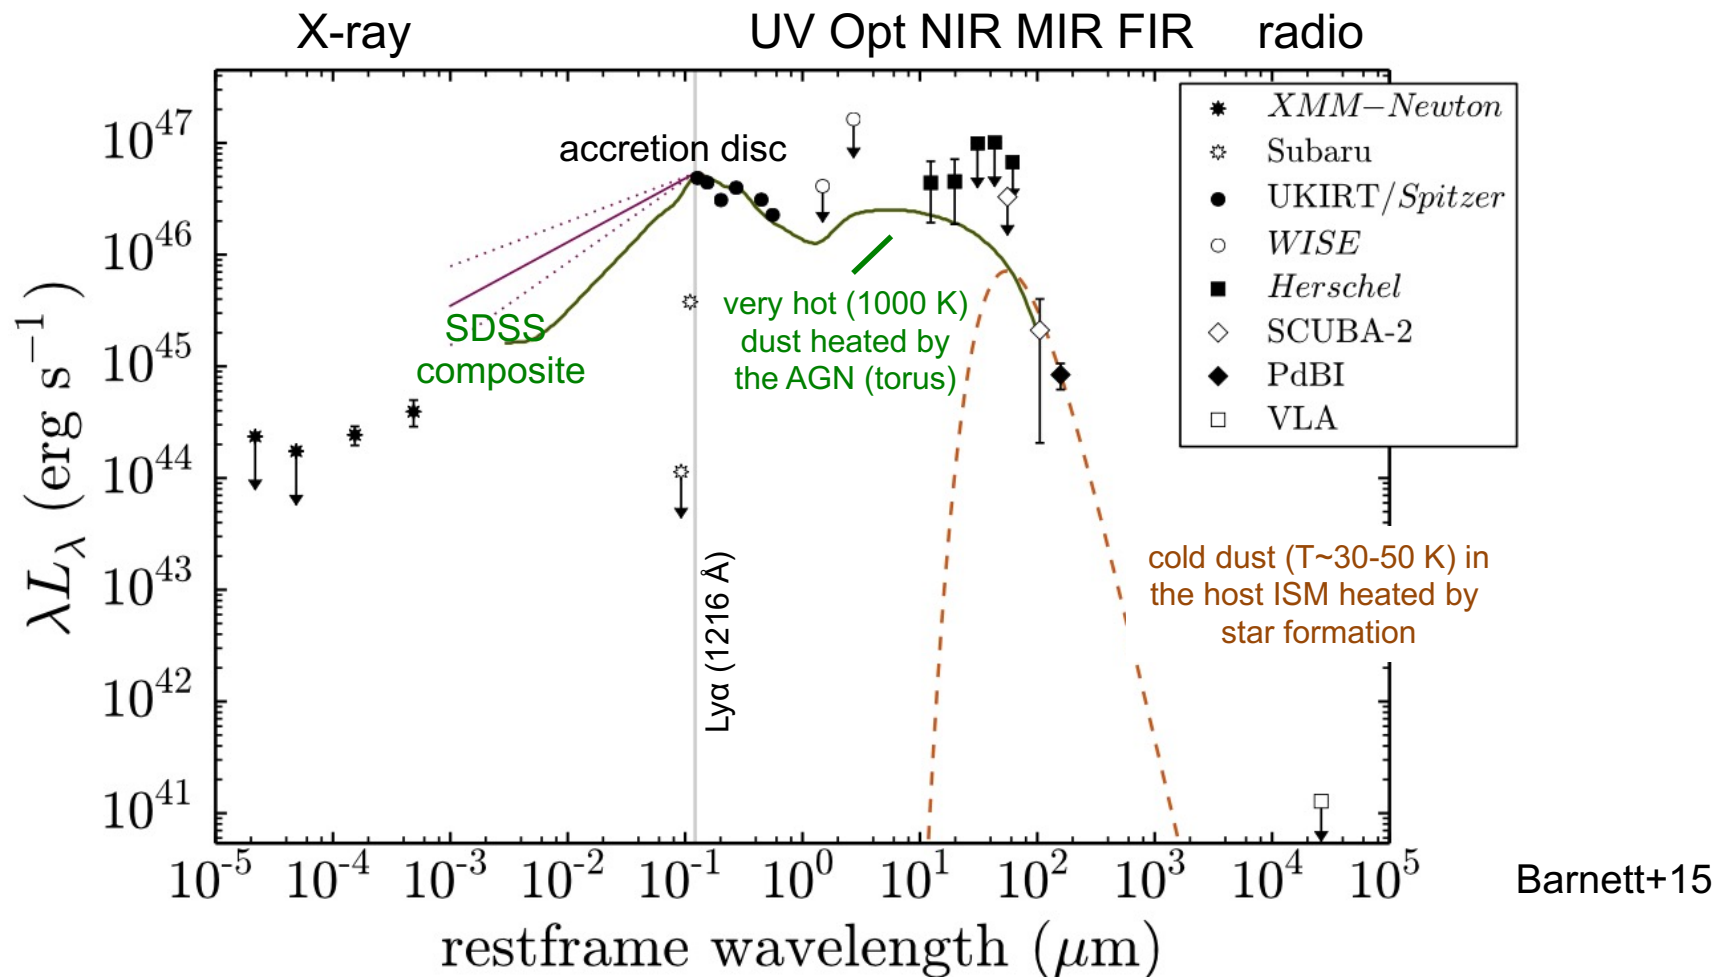 X-ray UV Opt NIR MIR FIR radio
10^47
10^46
10^45
10^44
10^43
10^42
10^41
λL_λ (erg s^−1)
accretion disc
SDSS
composite
very hot (1000 K)
dust heated by
the AGN (torus)
Lyα (1216 Å)
cold dust (T~30-50 K) in
the host ISM heated by
star formation
XMM−Newton
Subaru
UKIRT/Spitzer
WISE
Herschel
SCUBA-2
PdBI
VLA
10^-5 10^-4 10^-3 10^-2 10^-1 10^0 10^1 10^2 10^3 10^4 10^5
restframe wavelength (μm)
Barnett+15